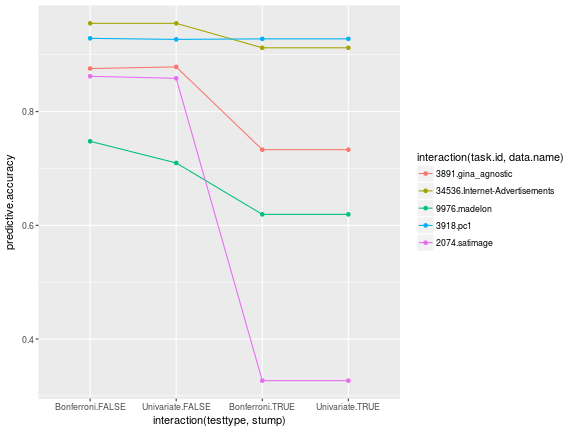 predictive.accuracy
0.8
0.6
0.4
Bonferroni.FALSE Univariate.FALSE Bonferroni.TRUE Univariate.TRUE
interaction(testtype, stump)
interaction(task.id, data.name)
3891.gina_agnostic
34536.Internet-Advertisements
9976.madelon
3918.pc1
2074.satimage